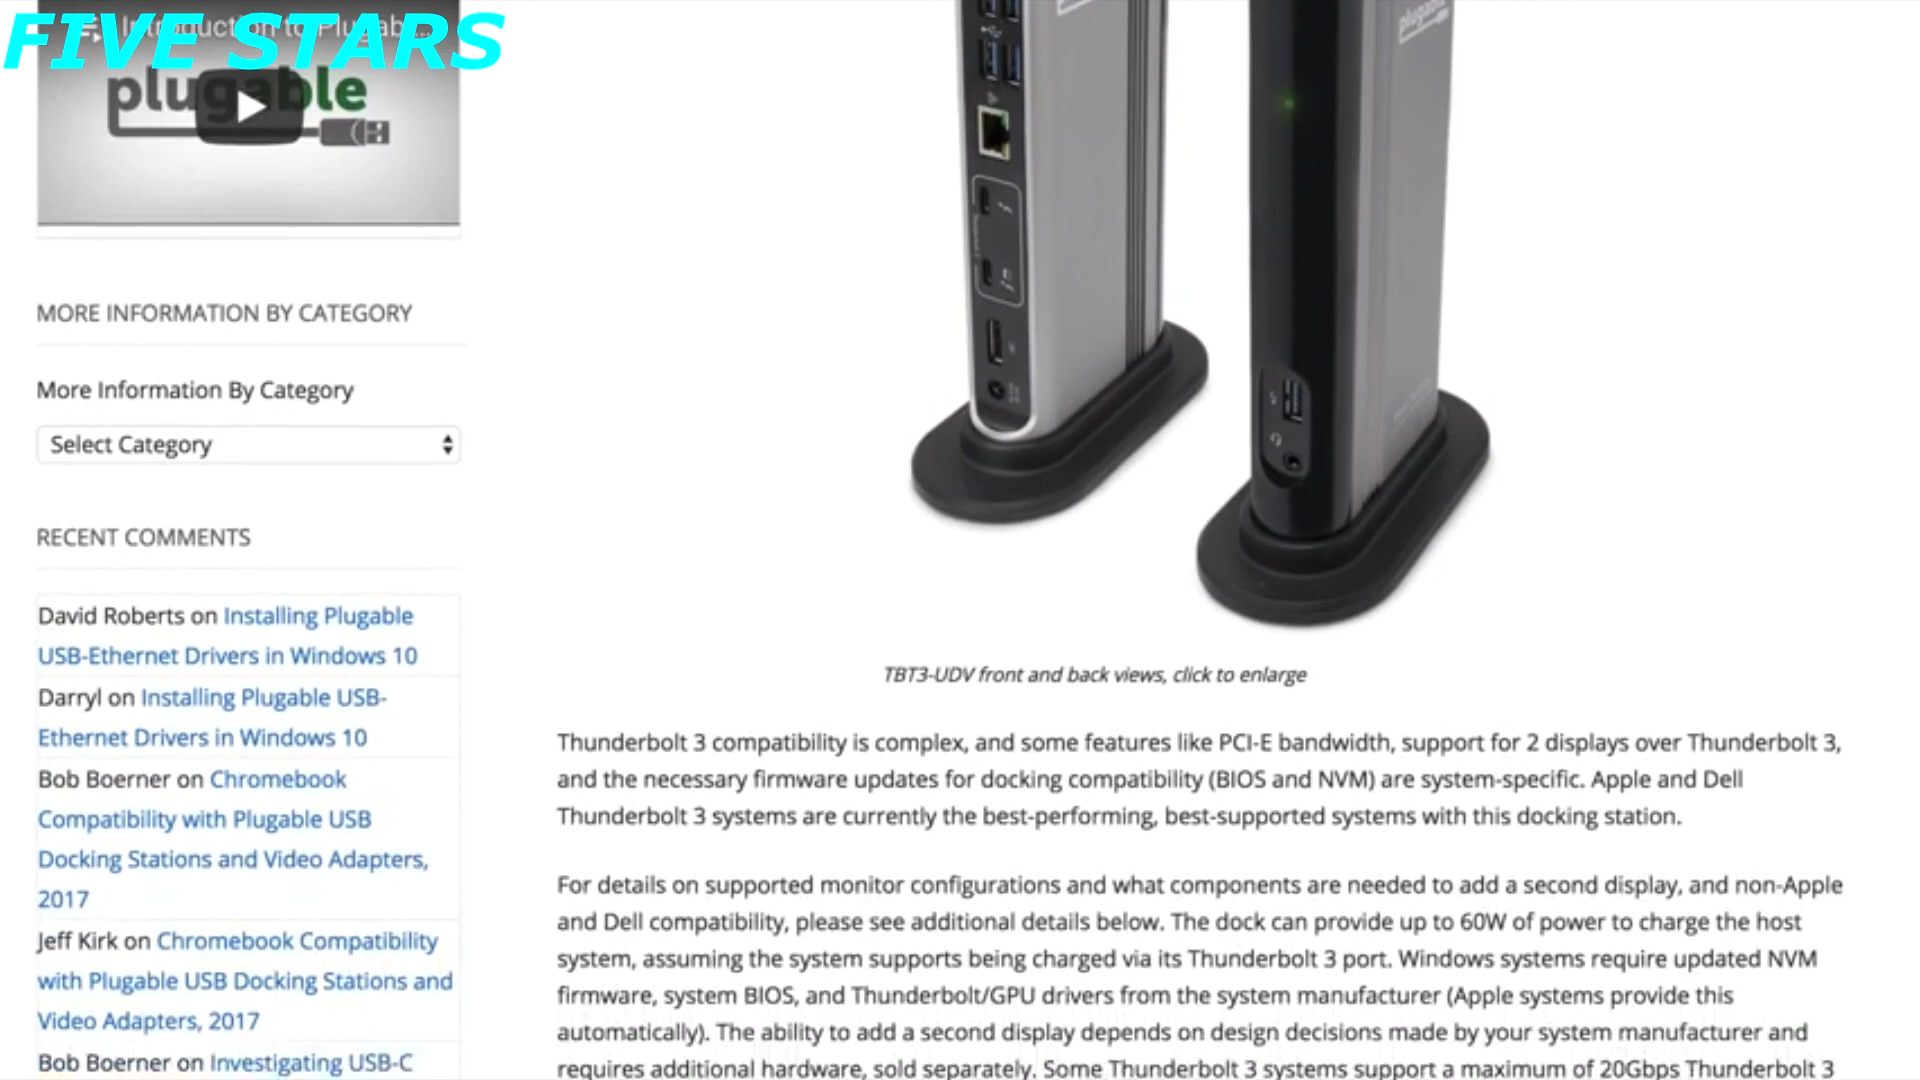 FIVE STARS
Introduction to Plugab...
plugable
MORE INFORMATION BY CATEGORY
More Information By Category
Select Category
RECENT COMMENTS
David Roberts on Installing Plugable
USB-Ethernet Drivers in Windows 10
Darryl on Installing Plugable USB-
Ethernet Drivers in Windows 10
Bob Boerner on Chromebook
Compatibility with Plugable USB
Docking Stations and Video Adapters,
2017
Jeff Kirk on Chromebook Compatibility
with Plugable USB Docking Stations and
Video Adapters, 2017
Bob Boerner on Investigating USB-C
plugable
TBT3-UDV front and back views, click to enlarge
Thunderbolt 3 compatibility is complex, and some features like PCI-E bandwidth, support for 2 displays over Thunderbolt 3,
and the necessary firmware updates for docking compatibility (BIOS and NVM) are system-specific. Apple and Dell
Thunderbolt 3 systems are currently the best-performing, best-supported systems with this docking station.
For details on supported monitor configurations and what components are needed to add a second display, and non-Apple
and Dell compatibility, please see additional details below. The dock can provide up to 60W of power to charge the host
system, assuming the system supports being charged via its Thunderbolt 3 port. Windows systems require updated NVM
firmware, system BIOS, and Thunderbolt/GPU drivers from the system manufacturer (Apple systems provide this
automatically). The ability to add a second display depends on design decisions made by your system manufacturer and
requires additional hardware, sold separately. Some Thunderbolt 3 systems support a maximum of 20Gbps Thunderbolt 3